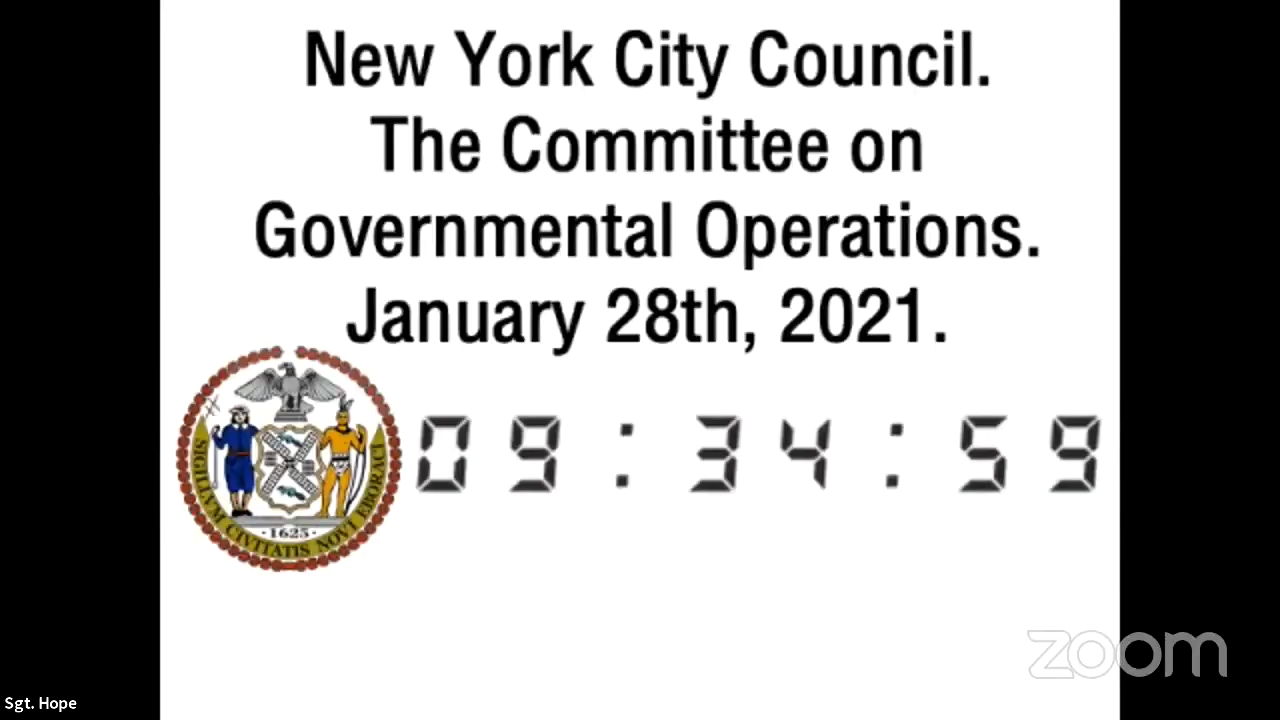 New York City Council.
The Committee on
Governmental Operations.
January 28th, 2021.
09:34:59
SIGILLVM CIVITATIS NOVI EBORACI
·1625·
zoom
Sgt. Hope